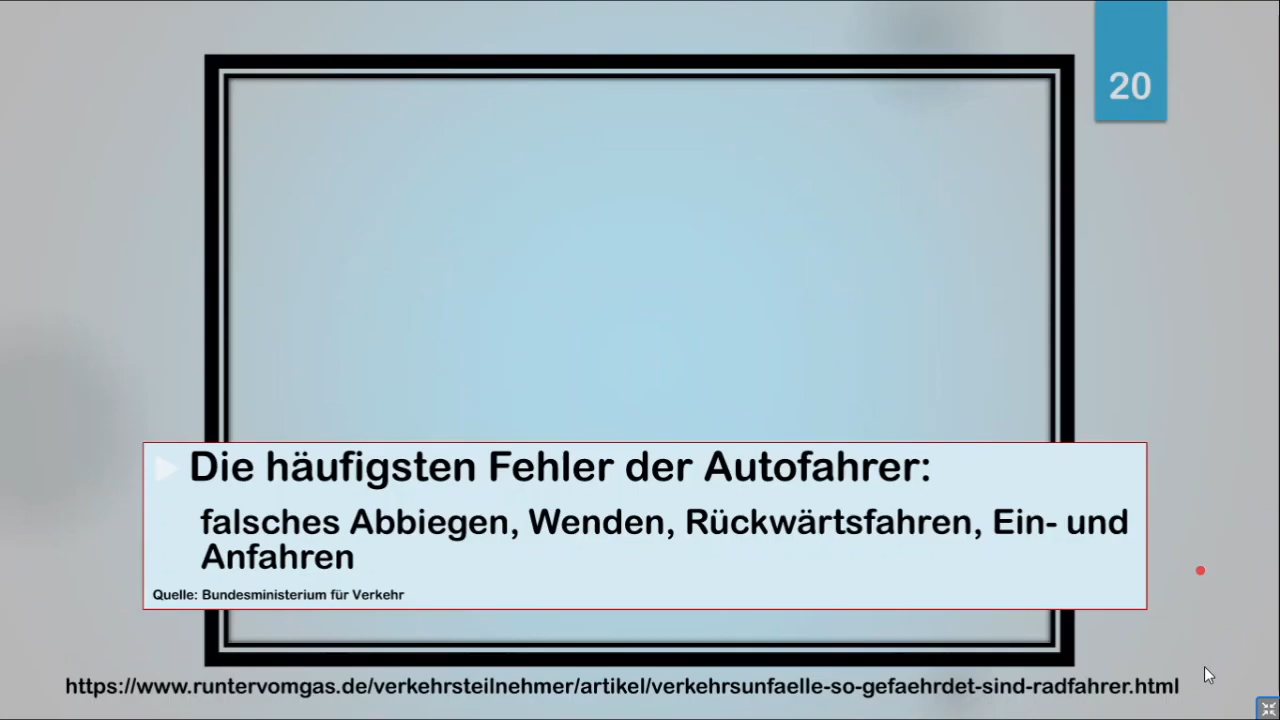 20
Die häufigsten Fehler der Autofahrer:
falsches Abbiegen, Wenden, Rückwärtsfahren, Ein- und
Anfahren
Quelle: Bundesministerium für Verkehr
https://www.runtervomgas.de/verkehrsteilnehmer/artikel/verkehrsunfaelle-so-gefaehrdet-sind-radfahrer.html